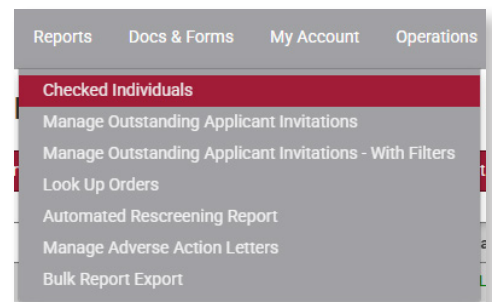 Reports Docs & Forms My Account Operations
Checked Individuals
Manage Outstanding Applicant Invitations
Manage Outstanding Applicant Invitations - With Filters
Look Up Orders
Automated Rescreening Report
Manage Adverse Action Letters
Bulk Report Export